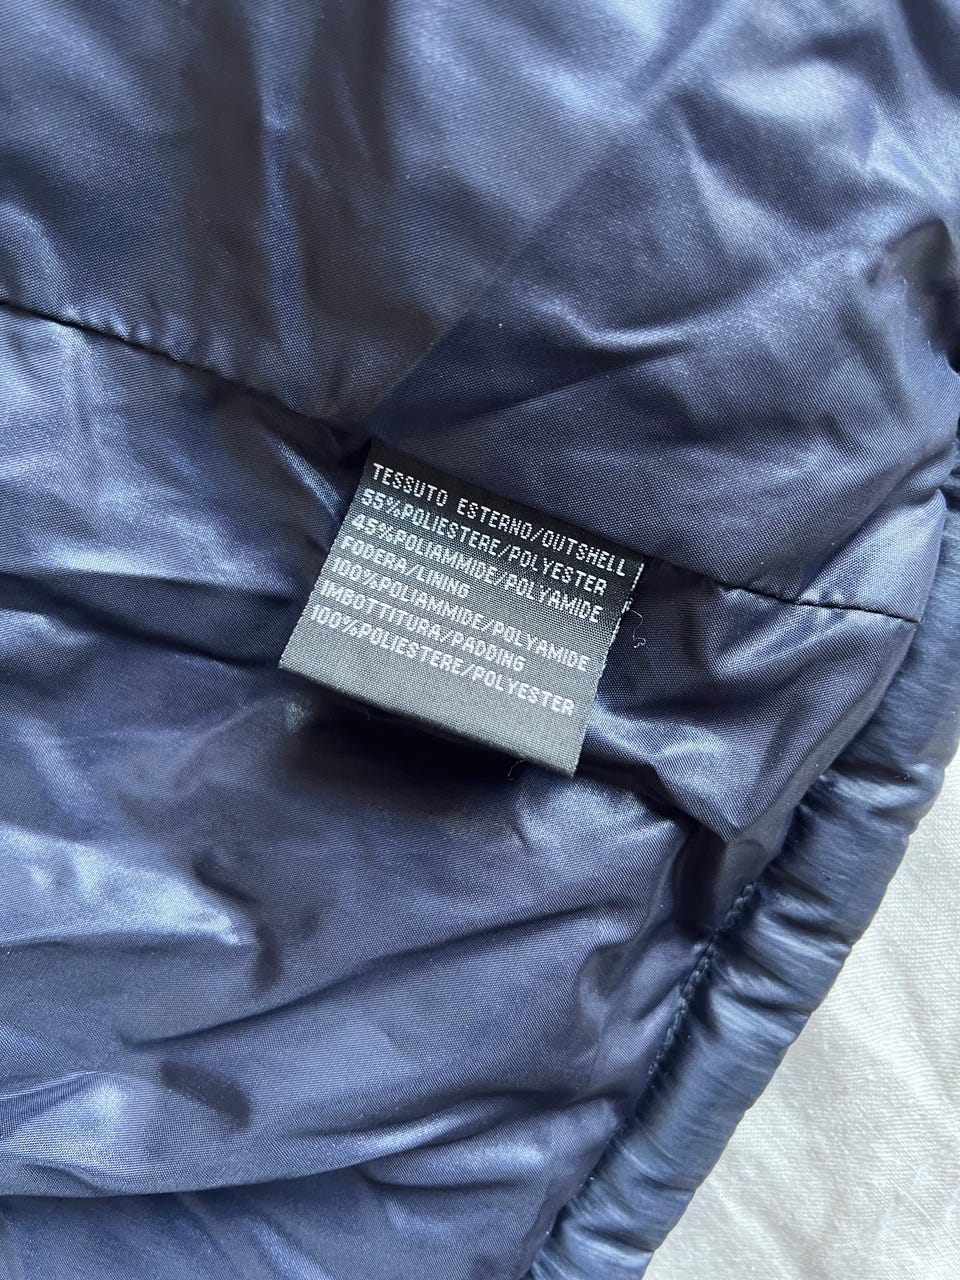 TESSUTO ESTERNO/OUTSHELL
55%POLIESTERE/POLYESTER
45%POLIAMMIDE/POLYAMIDE
FODERA/LINING
100%POLIAMMIDE/POLYAMIDE
IMBOTTITURA/PADDING
100%POLIESTERE/POLYESTER